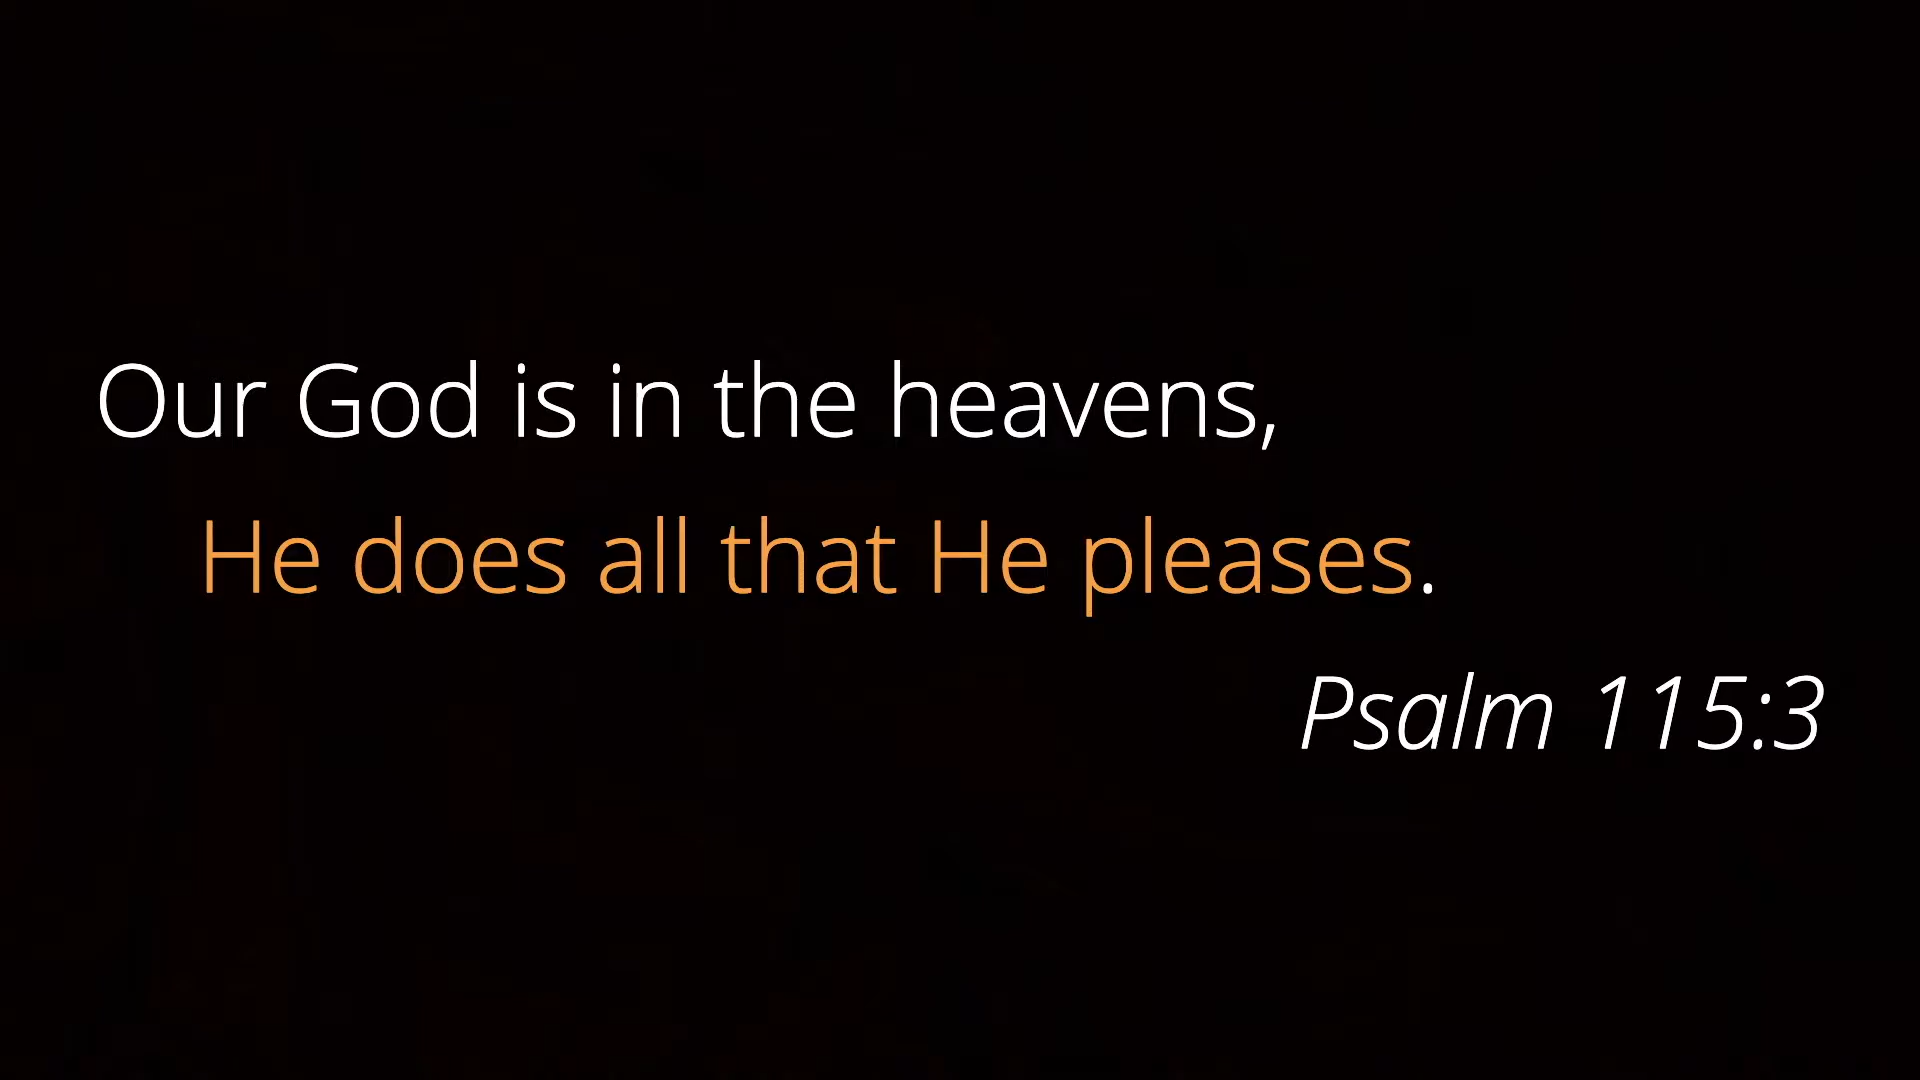 Our God is in the heavens,
He does all that He pleases.
Psalm 115:3